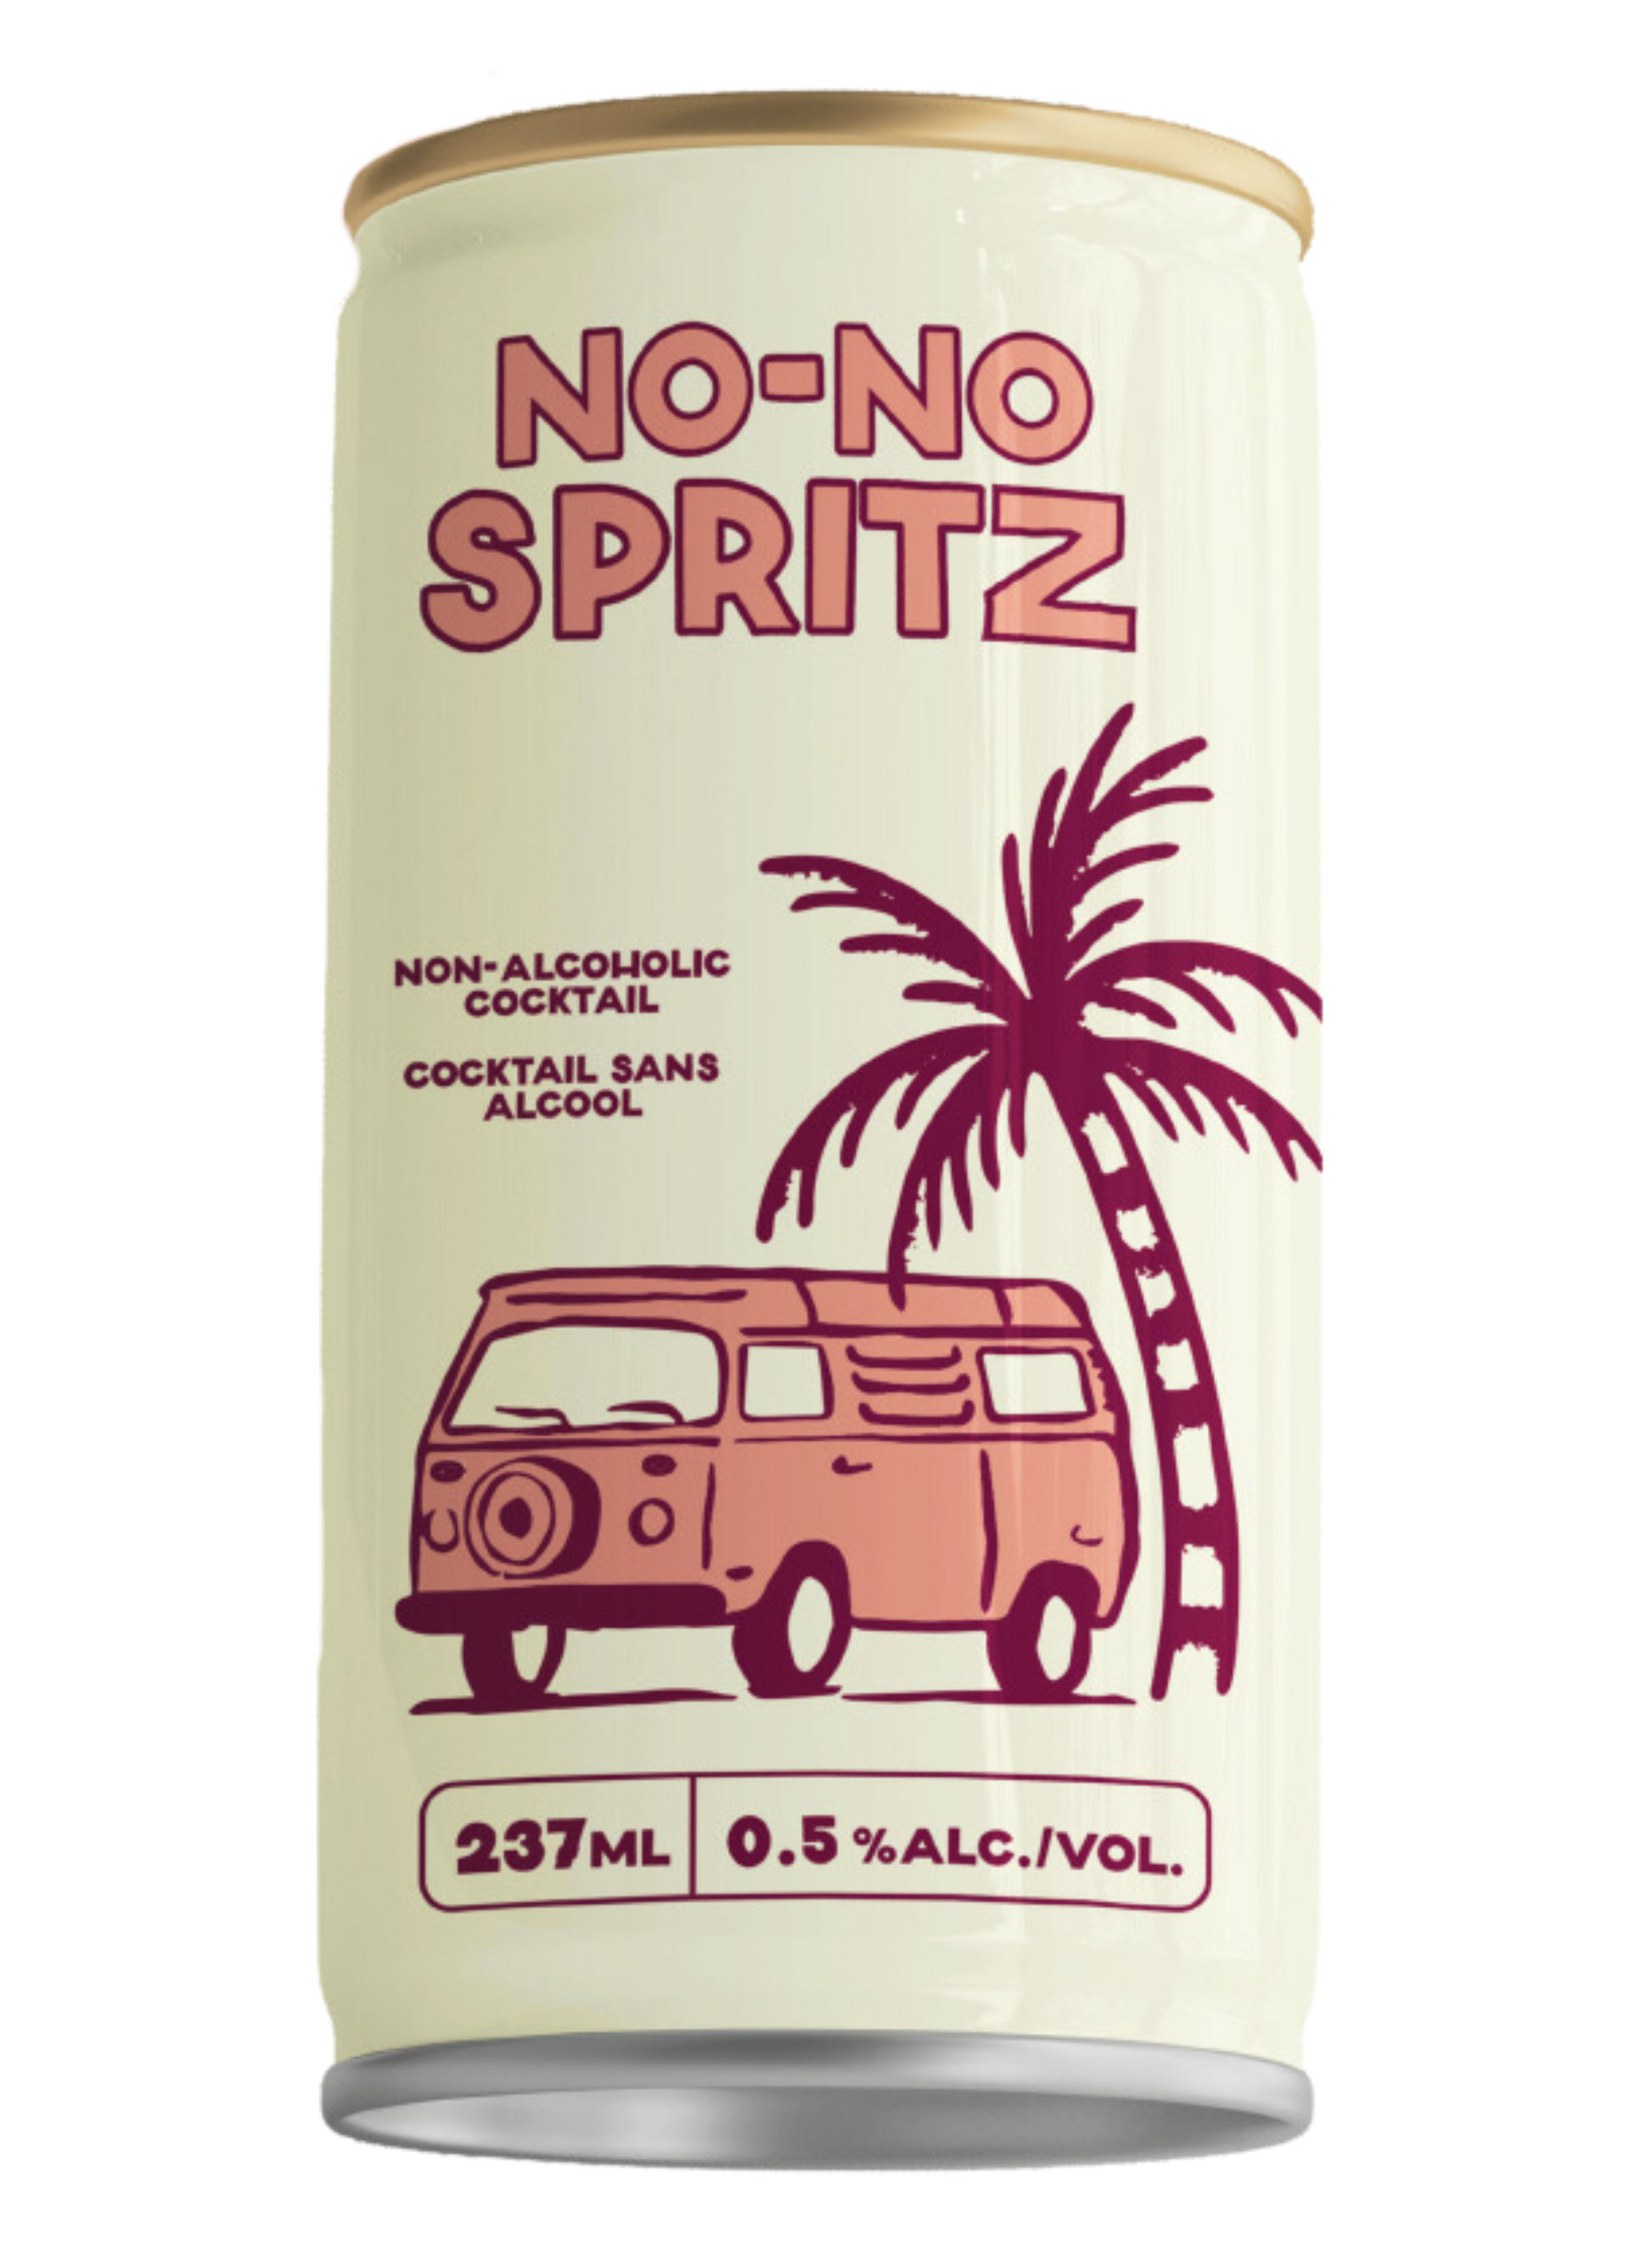 NO-NO
SPRITZ
NON-ALCOHOLIC
COCKTAIL
COCKTAIL SANS
ALCOOL
237ML
0.5 %ALC./VOL.